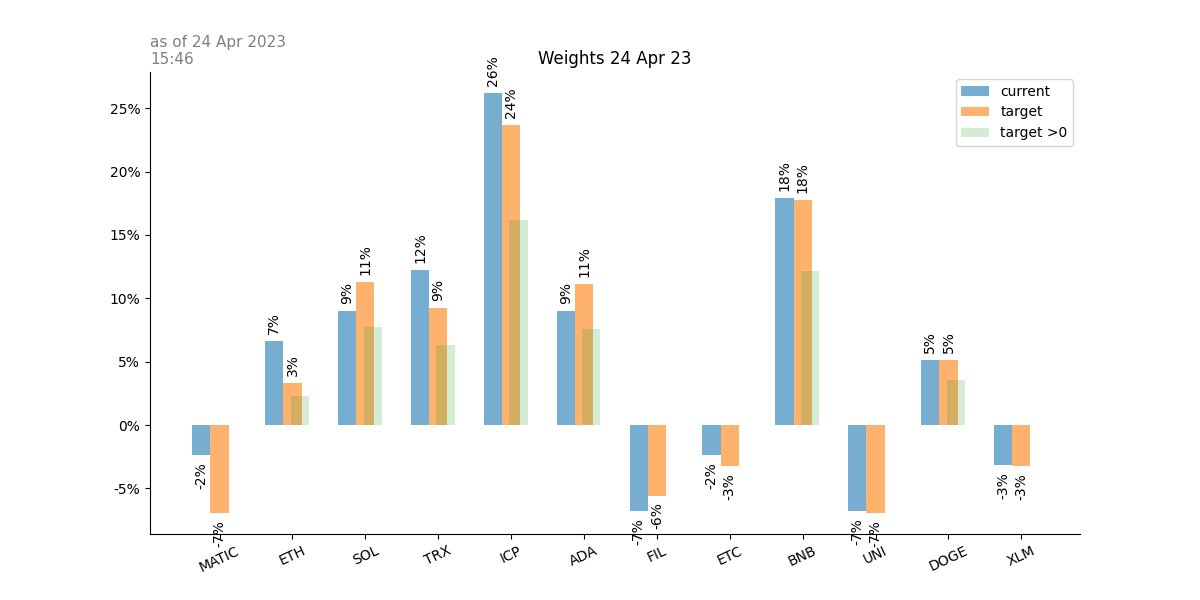 as of 24 Apr 2023
15:46
Weights 24 Apr 23
current
target
target >0
25%
20%
15%
10%
5%
0%
-5%
-2%
-7%
7%
3%
9%
11%
12%
9%
26%
24%
9%
11%
-7%
-6%
-2%
-3%
18%
18%
-7%
-7%
5%
5%
-3%
-3%
MATIC
ETH
SOL
TRX
ICP
ADA
FIL
ETC
BNB
UNI
DOGE
XLM